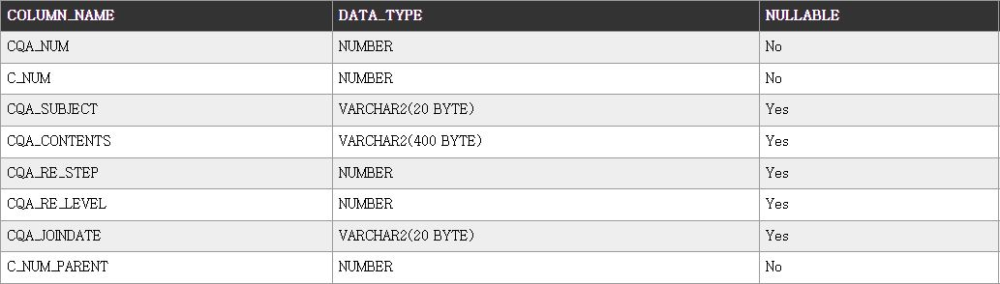 COLUMN_NAME DATA_TYPE NULLABLE
CQA_NUM NUMBER No
C_NUM NUMBER No
CQA_SUBJECT VARCHAR2(20 BYTE) Yes
CQA_CONTENTS VARCHAR2(400 BYTE) Yes
CQA_RE_STEP NUMBER Yes
CQA_RE_LEVEL NUMBER Yes
CQA_JOINDATE VARCHAR2(20 BYTE) Yes
C_NUM_PARENT NUMBER No